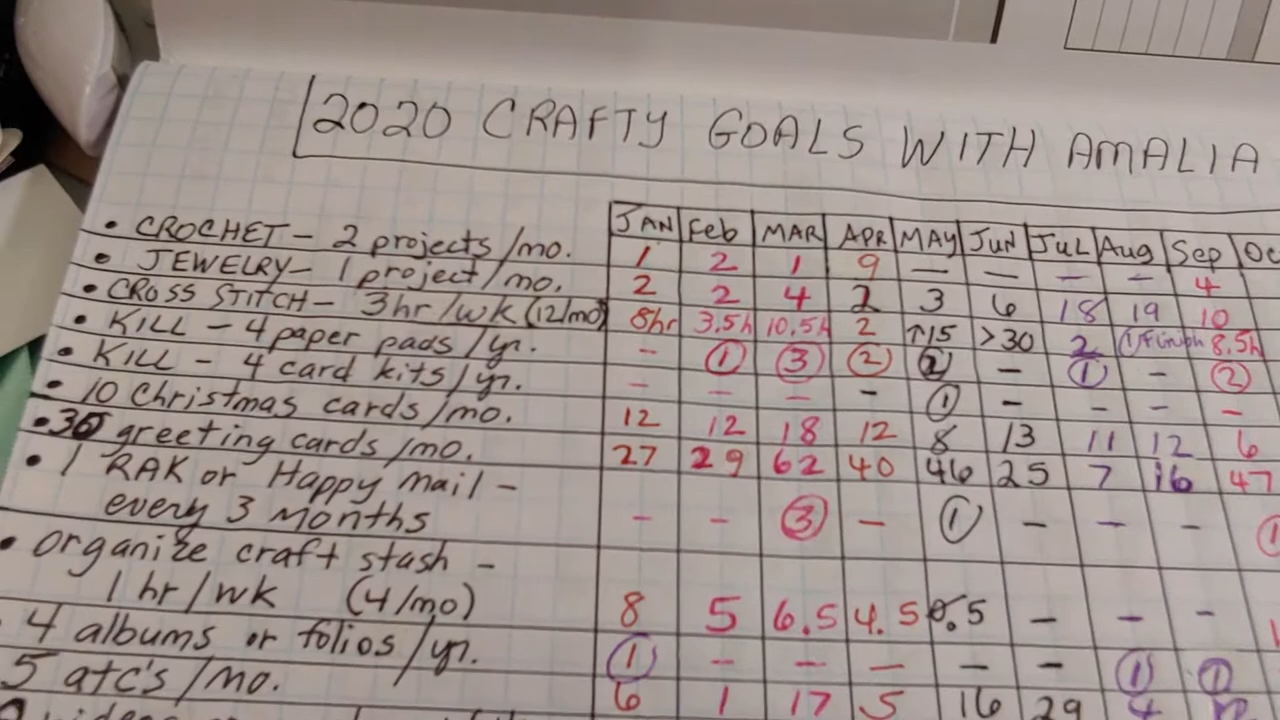 2020 CRAFTY GOALS WITH AMALIA
JAN Feb MAR APR MAY JUN JUL Aug Sep Oc
• CROCHET – 2 projects/mo. 1 2 1 9 – – – – 4
• JEWELRY – 1 project/mo. 2 2 4 2 3 6 18 19 10
• CROSS STITCH – 3hr/wk (12/mo) 8hr 3.5h 10.5h 2 ↑15 >30 2 1 finish 8.5h
• KILL – 4 paper pads/yr. – 1 3 2 2 – 1 – 2
• KILL – 4 card kits/yr. – – – – 1 – – – –
• 10 Christmas cards/mo. 12 12 18 12 8 13 11 12 6
• 30 greeting cards/mo. 27 29 62 40 46 25 7 16 47
• 1 RAK or Happy mail –
every 3 months – – 3 – 1 – – – 1
• organize craft stash –
1 hr/wk (4/mo) 8 5 6.5 4.5 .5 – – –
4 albums or folios/yr. 1 – – – – – 1 1
5 atc's/mo. 6 1 17 5 16 29 4